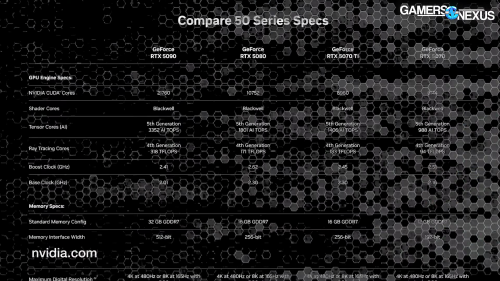 GAMERS NEXUS
Compare 50 Series Specs
GeForce RTX 5090
GeForce RTX 5080
GeForce RTX 5070 Ti
GeForce
GPU Engine Specs:
NVIDIA CUDA Cores 21760 10752 8960
Shader Cores Blackwell Blackwell Blackwell Blackwell
Tensor Cores (AI) 5th Generation 5th Generation 5th Generation 5th Generation
3352 AI TOPS 1801 AI TOPS 1406 AI TOPS 988 AI TOPS
Ray Tracing Cores 4th Generation 4th Generation 4th Generation 4th Generation
318 TFLOPS 171 TFLOPS 133 TFLOPS 94 TFLOPS
Boost Clock (GHz) 2.41 2.62 2.45
Base Clock (GHz) 2.01 2.30 2.30
Memory Specs:
Standard Memory Config 32 GB GDDR7 16 GB GDDR7 16 GB GDDR7
Memory Interface Width 512-bit 256-bit 256-bit
nvidia.com
Maximum Digital Resolution 4K at 480Hz or 8K at 165Hz with 4K at 480Hz or 8K at 165Hz with 4K at 480Hz or 8K at 165Hz with 4K at 480Hz or 8K at 165Hz with